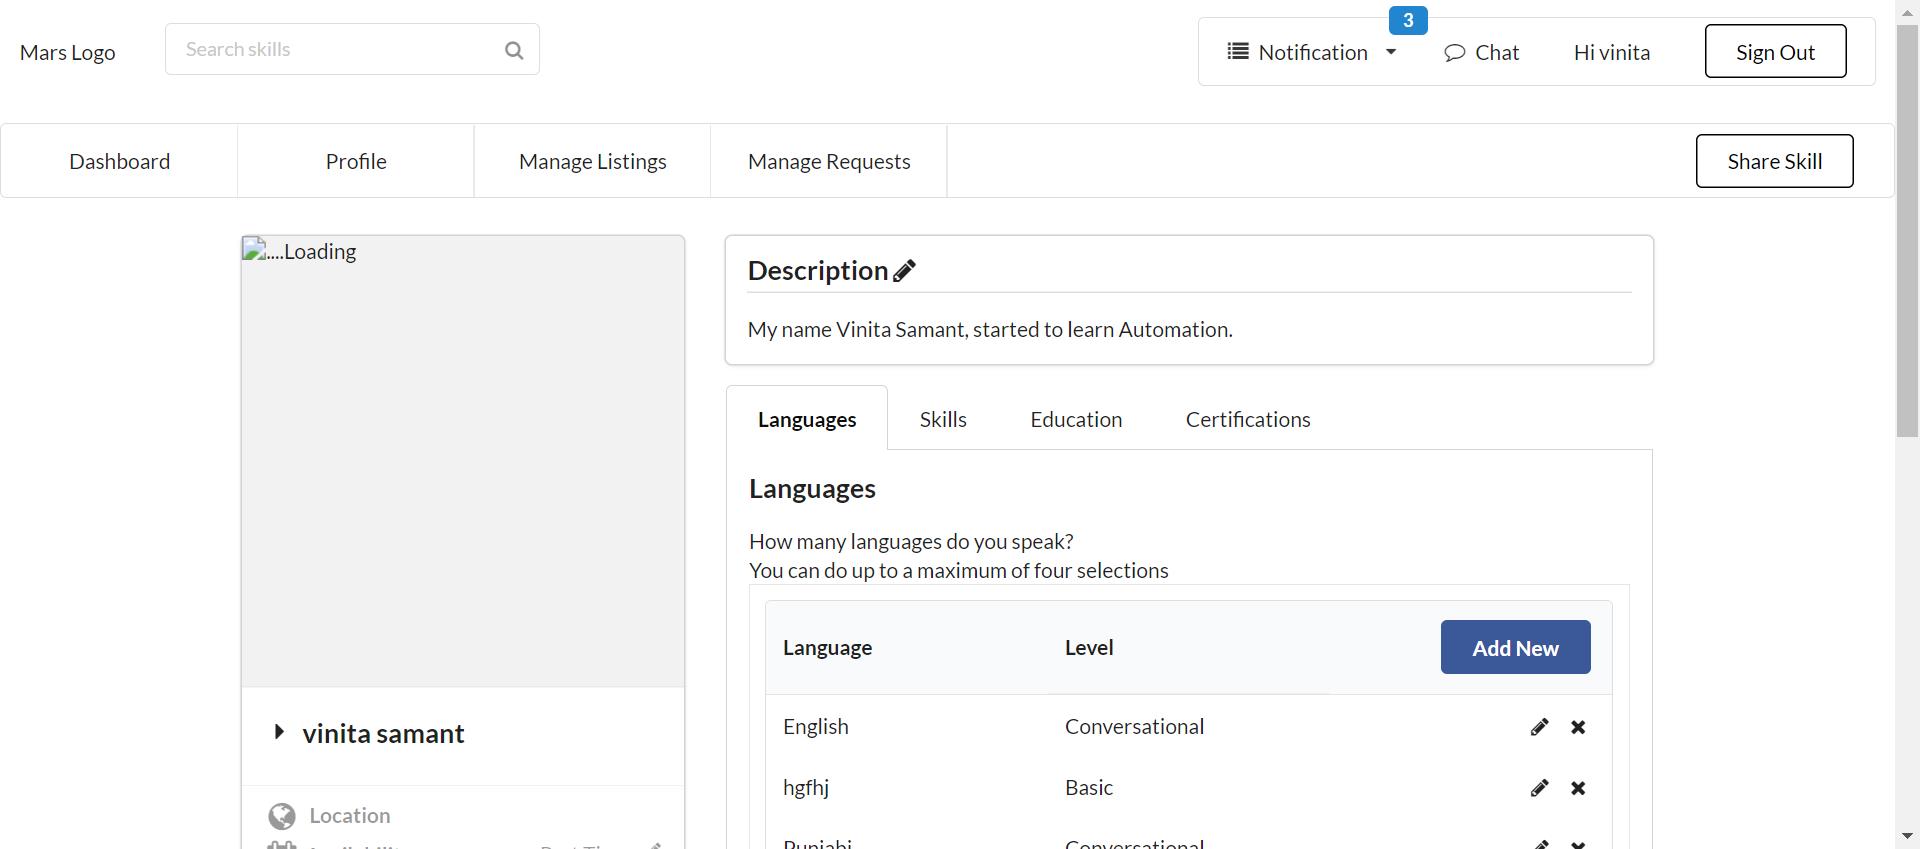 Mars Logo
Search skills
3
Notification
Chat
Hi vinita
Sign Out
Dashboard
Profile
Manage Listings
Manage Requests
Share Skill
....Loading
vinita samant
Location
Description
My name Vinita Samant, started to learn Automation.
Languages
Skills
Education
Certifications
Languages
How many languages do you speak?
You can do up to a maximum of four selections
Language
Level
Add New
English
Conversational
hgfhj
Basic
Punjabi
Conversational